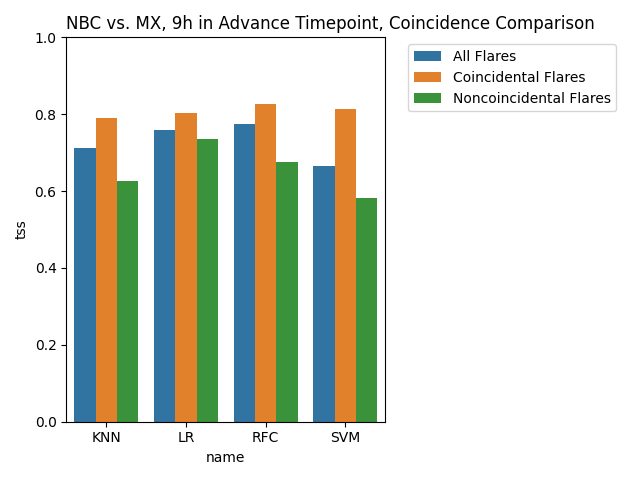 NBC vs. MX, 9h in Advance Timepoint, Coincidence Comparison
All Flares
Coincidental Flares
Noncoincidental Flares
1.0
0.8
0.6
0.4
0.2
0.0
tss
KNN LR RFC SVM
name